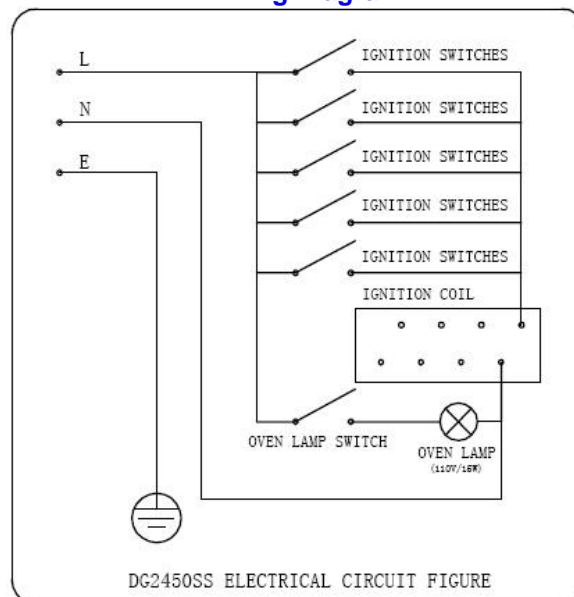 L
IGNITION SWITCHES
N
IGNITION SWITCHES
E
IGNITION SWITCHES
IGNITION SWITCHES
IGNITION SWITCHES
IGNITION COIL
OVEN LAMP SWITCH
OVEN LAMP
(110V/15W)
DG2450SS ELECTRICAL CIRCUIT FIGURE